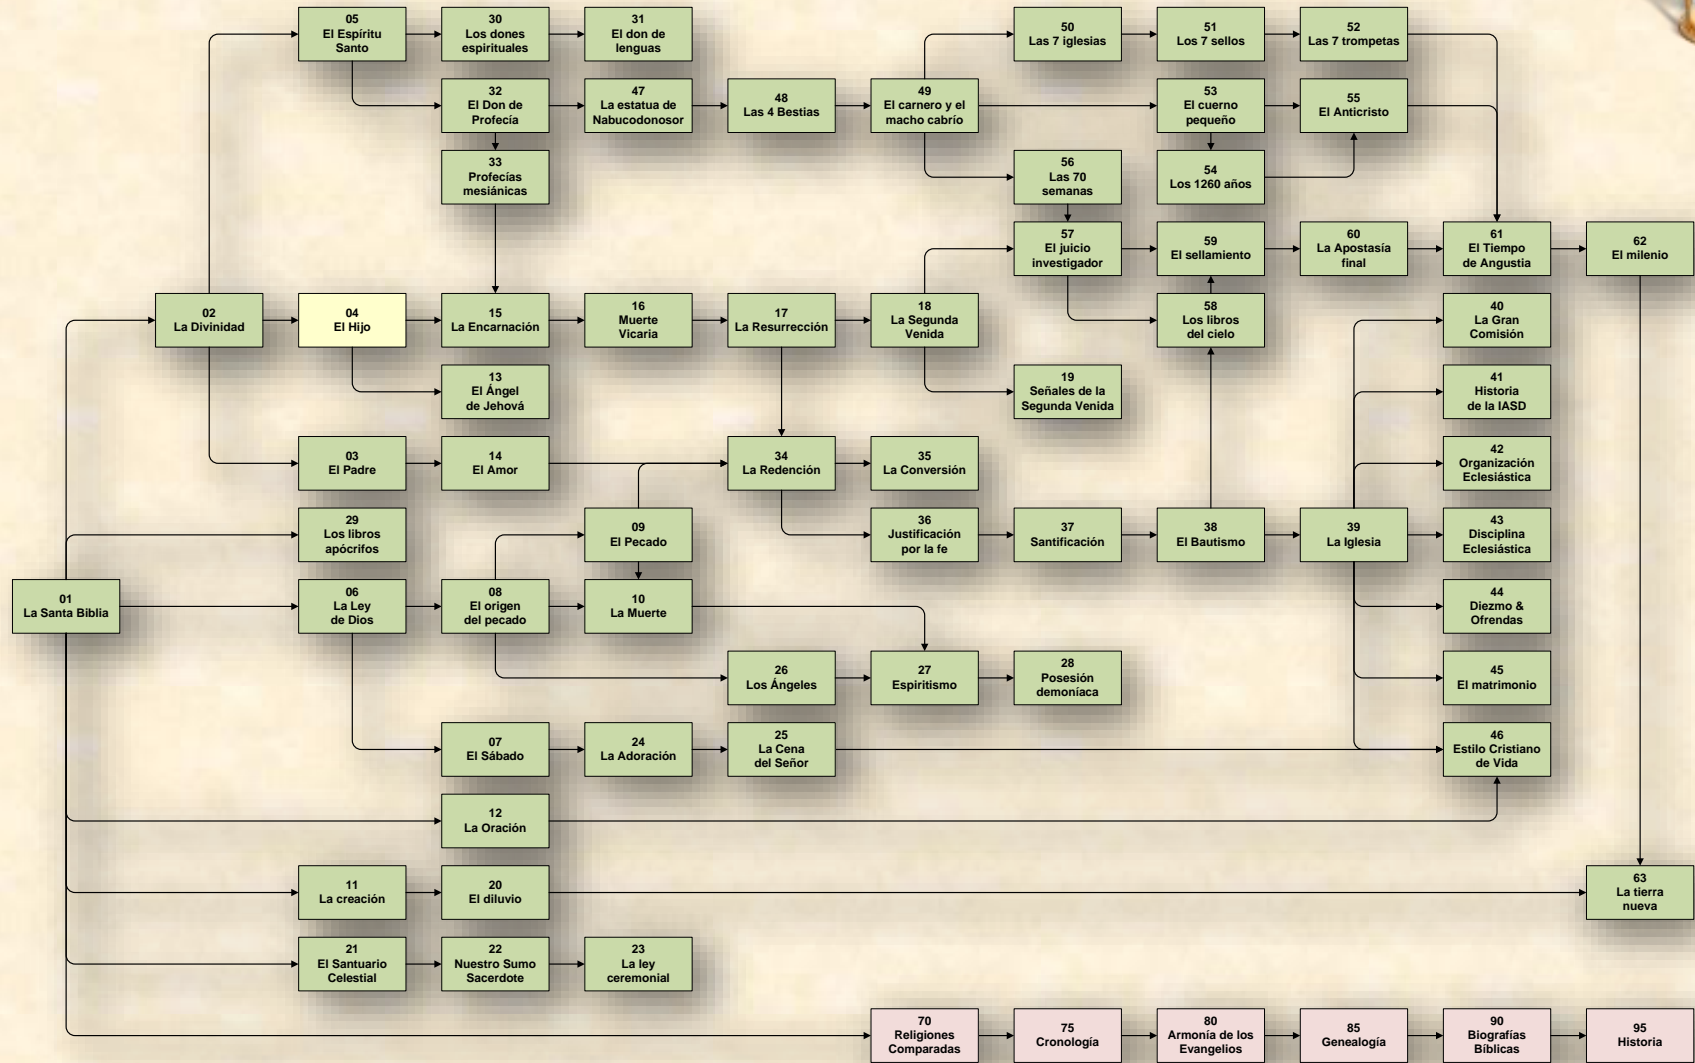 05
El Espíritu
Santo
30
Los dones
espirituales
31
El don de
lenguas
50
Las 7 iglesias
51
Los 7 sellos
52
Las 7 trompetas
32
El Don de
Profecía
47
La estatua de
Nabucodonosor
48
Las 4 Bestias
49
El carnero y el
macho cabrío
53
El cuerno
pequeño
55
El Anticristo
33
Profecías
mesiánicas
56
Las 70
semanas
54
Los 1260 años
57
El juicio
investigador
59
El sellamiento
60
La Apostasía
final
61
El Tiempo
de Angustia
62
El milenio
02
La Divinidad
04
El Hijo
15
La Encarnación
16
Muerte
Vicaria
17
La Resurrección
18
La Segunda
Venida
58
Los libros
del cielo
40
La Gran
Comisión
13
El Ángel
de Jehová
19
Señales de la
Segunda Venida
41
Historia
de la IASD
03
El Padre
14
El Amor
34
La Redención
35
La Conversión
42
Organización
Eclesiástica
29
Los libros
apócrifos
09
El Pecado
36
Justificación
por la fe
37
Santificación
38
El Bautismo
39
La Iglesia
43
Disciplina
Eclesiástica
01
La Santa Biblia
06
La Ley
de Dios
08
El origen
del pecado
10
La Muerte
44
Diezmo &
Ofrendas
26
Los Ángeles
27
Espiritismo
28
Posesión
demoníaca
45
El matrimonio
07
El Sábado
24
La Adoración
25
La Cena
del Señor
46
Estilo Cristiano
de Vida
12
La Oración
11
La creación
20
El diluvio
63
La tierra
nueva
21
El Santuario
Celestial
22
Nuestro Sumo
Sacerdote
23
La ley
ceremonial
70
Religiones
Comparadas
75
Cronología
80
Armonía de los
Evangelios
85
Genealogía
90
Biografías
Bíblicas
95
Historia